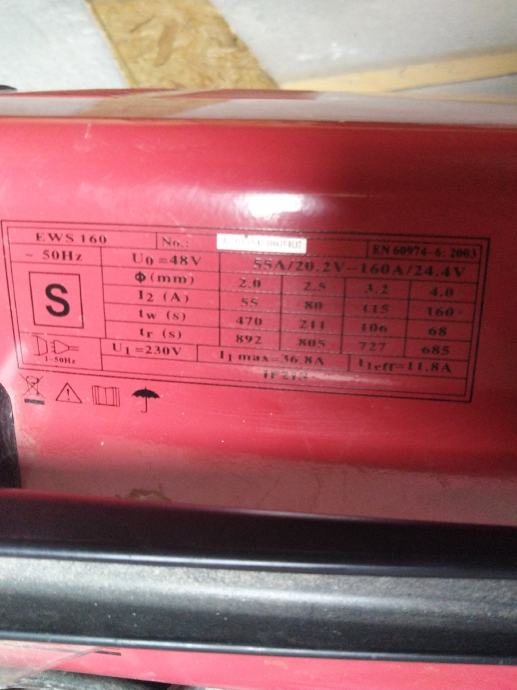 EWS 160 No.: EN 60974-6: 2003
~ 50Hz U0 =48V 55A/20.2V~160A/24.4V
S Φ(mm) 2.0 2.5 3.2 4.0
I2 (A) 55 80 115 160
tw (s) 470 211 106 68
tr (s) 892 805 727 685
1~50Hz U1 =230V I1 max=36.8A I1eff=11.8A